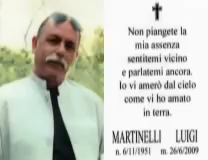 Non piangete la
mia assenza
sentitemi vicino
e parlatemi ancora.
Io vi amerò dal cielo
come vi ho amato
in terra.
MARTINELLI LUIGI
n. 6/11/1951 m. 26/6/2009